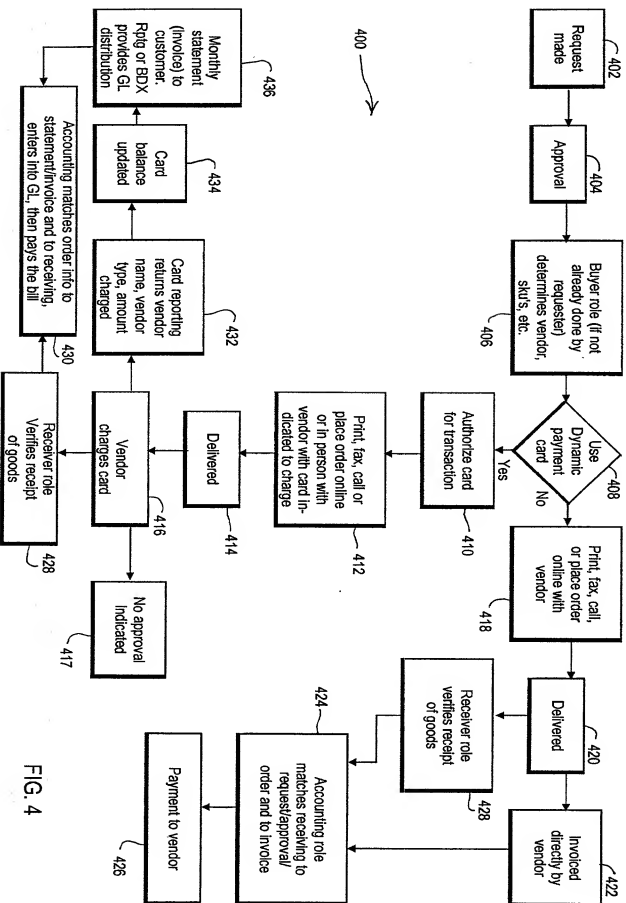 400
402
Request
made
404
Approval
406
Buyer role (if not
already done by
requester)
determines vendor,
sku's, etc.
408
Use
Dynamic
payment
card
Yes
No
410
Authorize card
for transaction
412
Print, fax, call or
place order online
or in person with
vendor with card in-
dicated to charge
414
Delivered
416
Vendor
charges card
417
No approval
indicated
418
Print, fax, call,
or place order
online with
vendor
420
Delivered
422
Invoiced
directly by
vendor
428
Receiver role
verifies receipt
of goods
424
Accounting role
matches receiving to
request/approval/
order and to invoice
426
Payment to vendor
428
Receiver role
Verifies receipt
of goods
432
Card reporting
returns vendor
name, vendor
type, amount
charged
434
Card
balance
updated
436
Monthly
statement
(invoice) to
customer.
Rptg or BDX
provides GL
distribution
430
Accounting matches order info to
statement/invoice and to receiving,
enters into GL, then pays the bill
FIG. 4